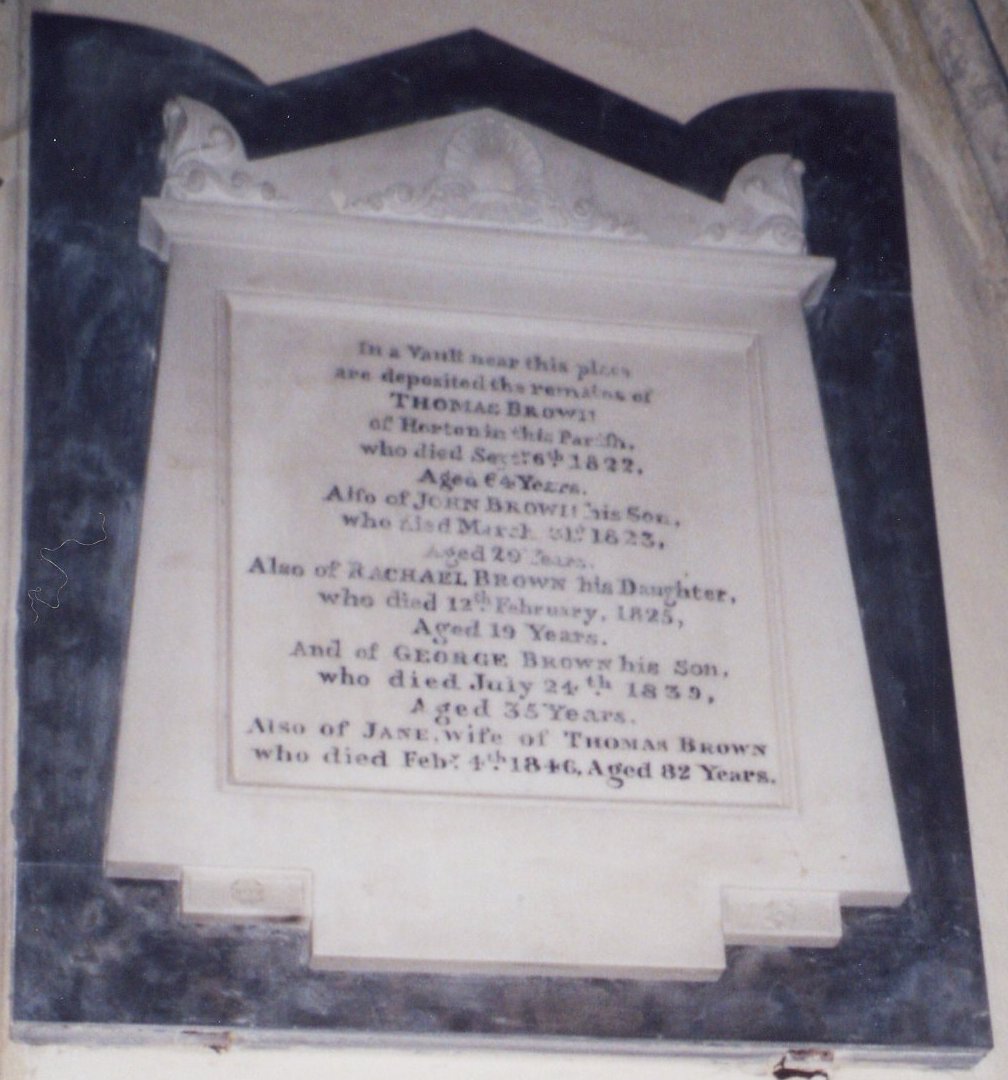 In a Vault near this place
are deposited the remains of
THOMAS BROWN
of Horton in this Pariſh,
who died Septr. 6th. 1822,
Aged 64 Years.
Alſo of JOHN BROWN his Son,
who died March 31st. 1823,
Aged Years.
Also of RACHAEL BROWN his Daughter,
who died 12th. February, 1825,
Aged 19 Years.
And of GEORGE BROWN his Son,
who died July 24th. 1839,
Aged 35 Years.
Also of JANE, wife of THOMAS BROWN
who died Febr. 4th. 1846, Aged 82 Years.